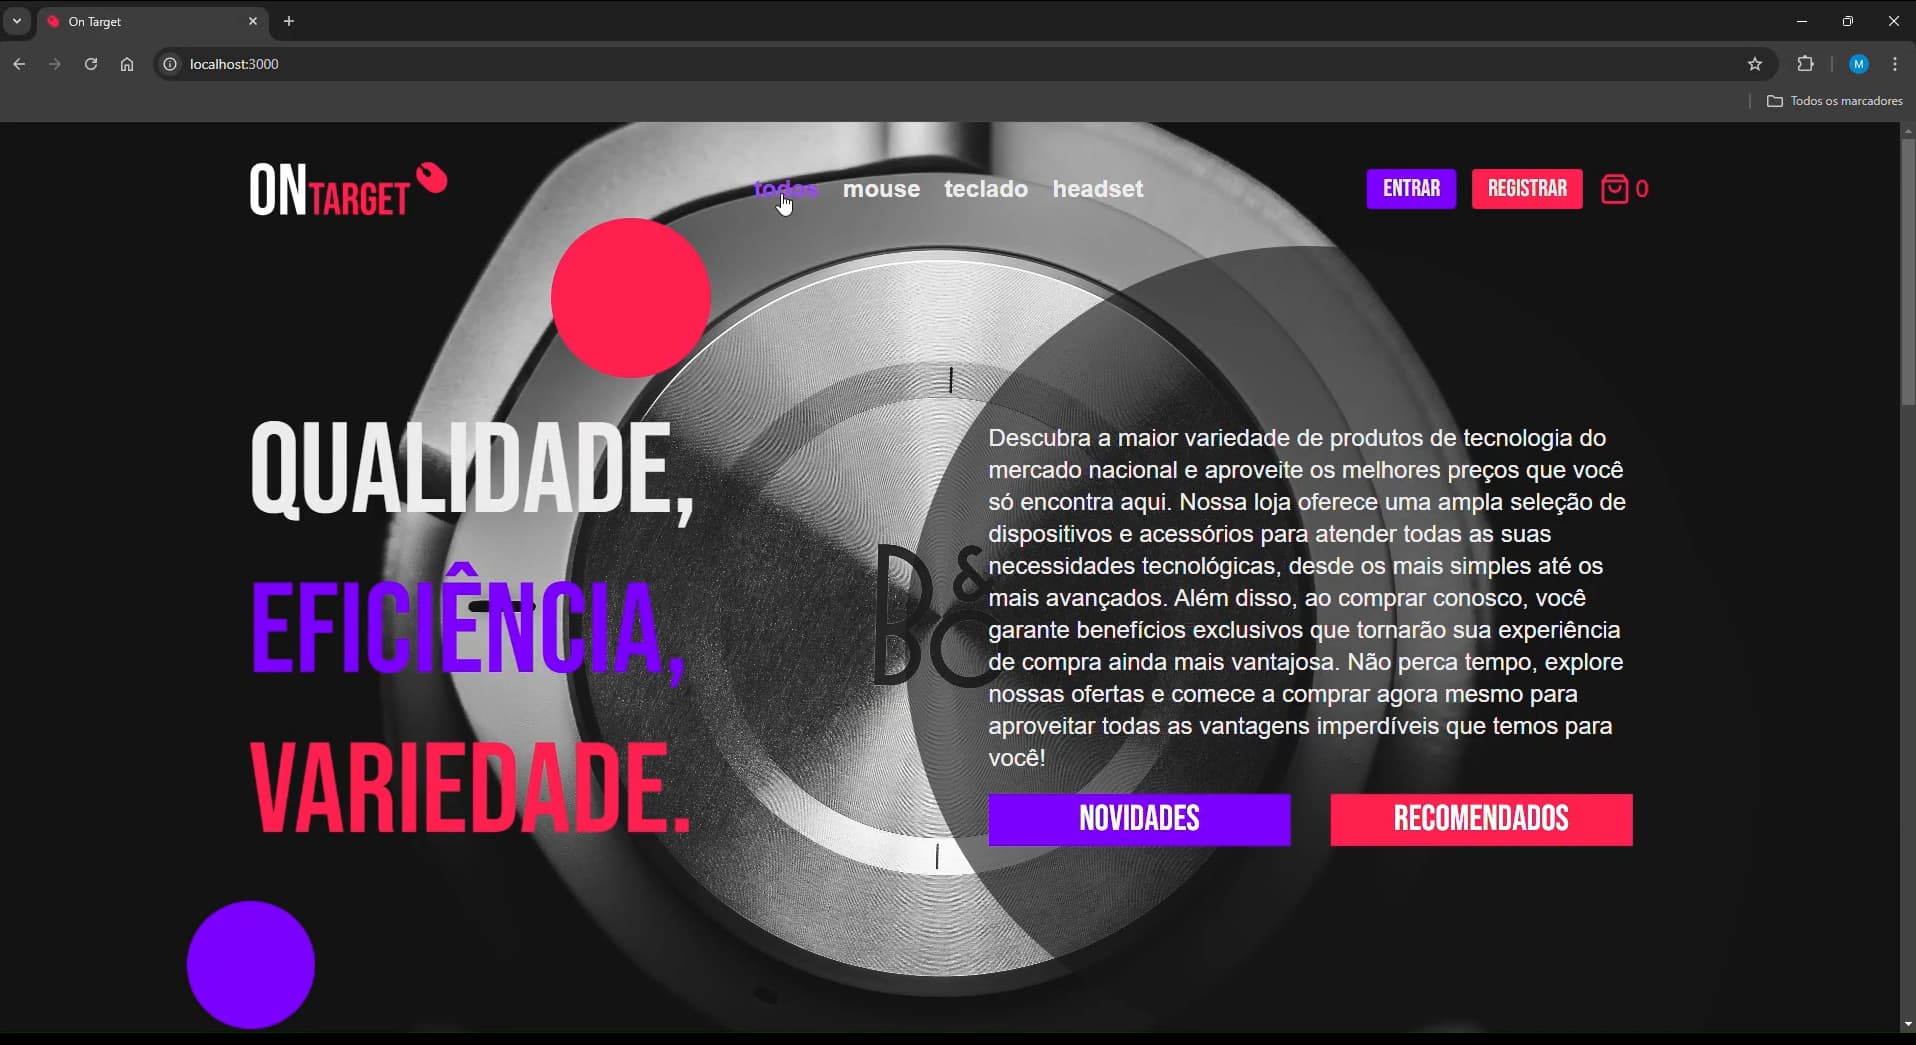 On Target
localhost:3000
M
Todos os marcadores
ONTARGET
todos mouse teclado headset
ENTRAR REGISTRAR 0
QUALIDADE,
EFICIÊNCIA,
VARIEDADE.
B&
O
Descubra a maior variedade de produtos de tecnologia do
mercado nacional e aproveite os melhores preços que você
só encontra aqui. Nossa loja oferece uma ampla seleção de
dispositivos e acessórios para atender todas as suas
necessidades tecnológicas, desde os mais simples até os
mais avançados. Além disso, ao comprar conosco, você
garante benefícios exclusivos que tornarão sua experiência
de compra ainda mais vantajosa. Não perca tempo, explore
nossas ofertas e comece a comprar agora mesmo para
aproveitar todas as vantagens imperdíveis que temos para
você!
NOVIDADES RECOMENDADOS